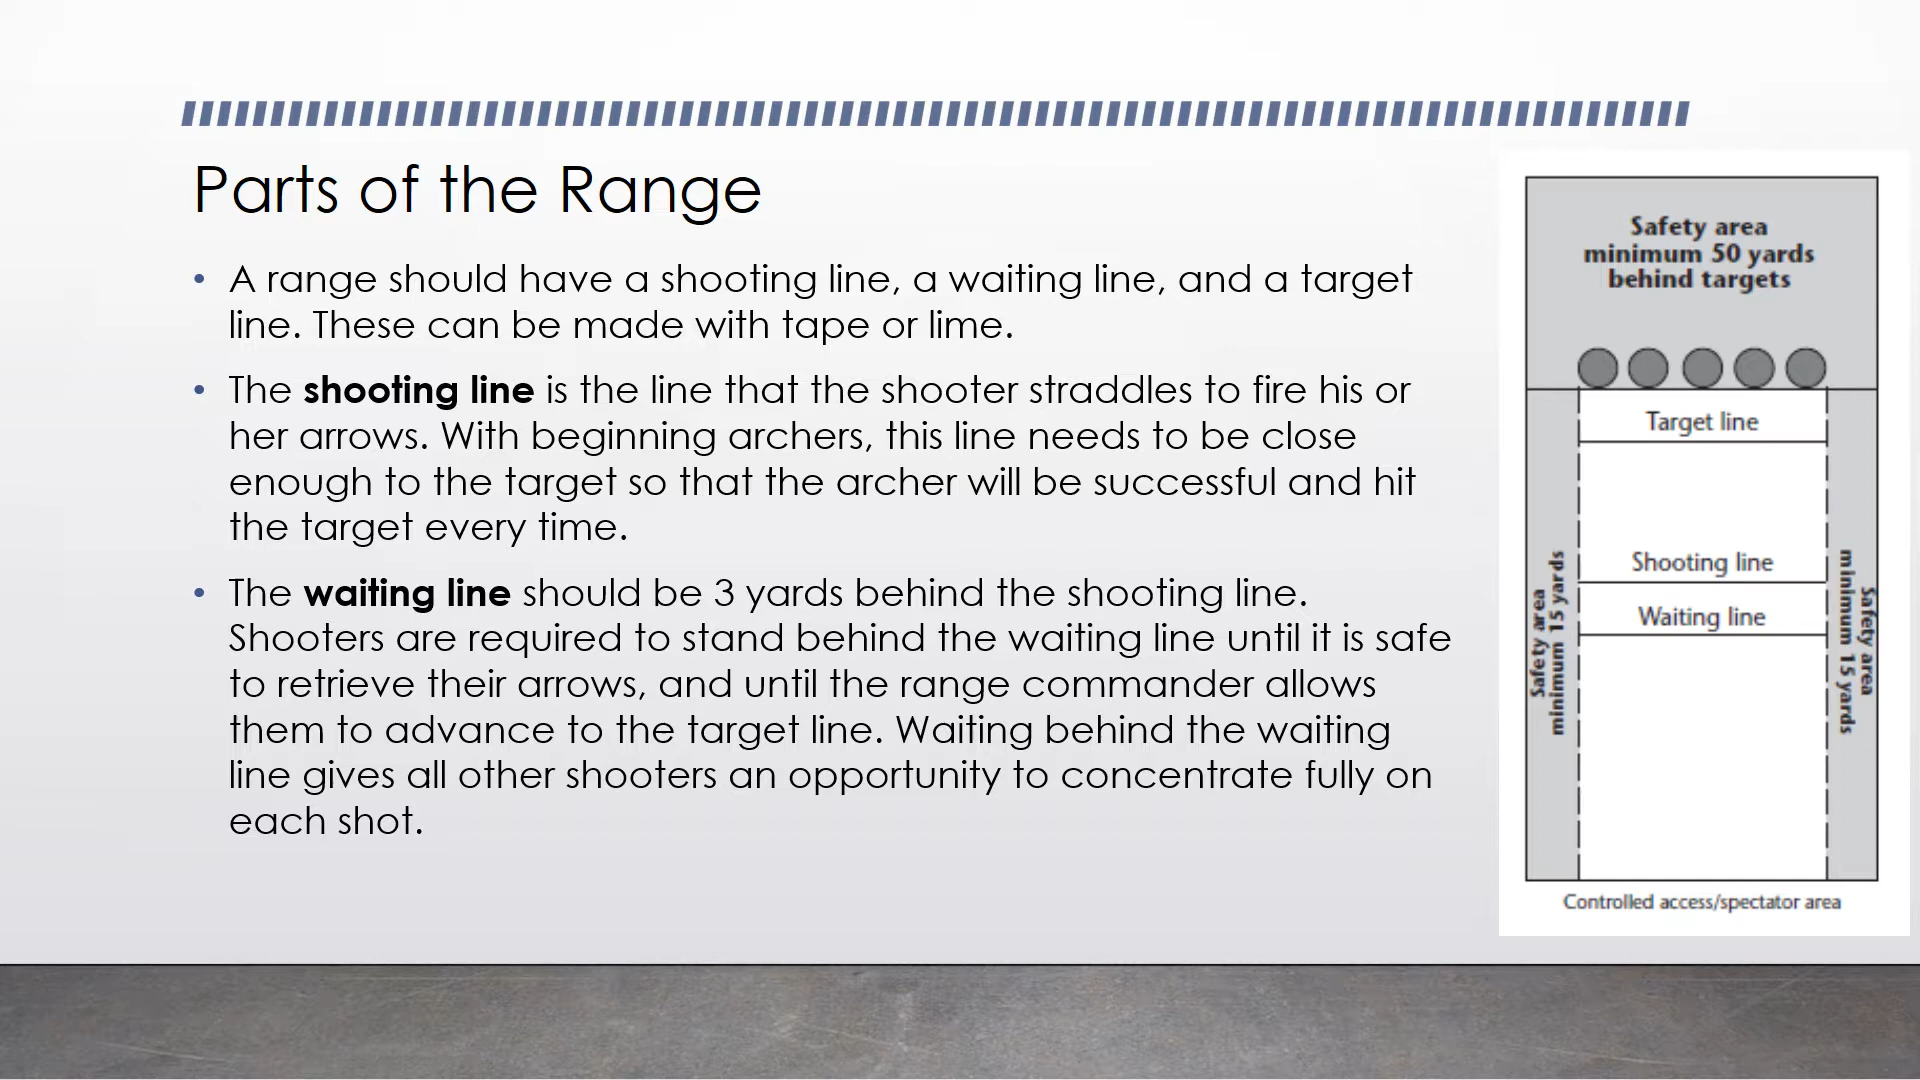 Parts of the Range
• A range should have a shooting line, a waiting line, and a target
line. These can be made with tape or lime.
• The shooting line is the line that the shooter straddles to fire his or
her arrows. With beginning archers, this line needs to be close
enough to the target so that the archer will be successful and hit
the target every time.
• The waiting line should be 3 yards behind the shooting line.
Shooters are required to stand behind the waiting line until it is safe
to retrieve their arrows, and until the range commander allows
them to advance to the target line. Waiting behind the waiting
line gives all other shooters an opportunity to concentrate fully on
each shot.
Safety area
minimum 50 yards
behind targets
Target line
Shooting line
Waiting line
Safety area
minimum 15 yards
Safety area
minimum 15 yards
Controlled access/spectator area